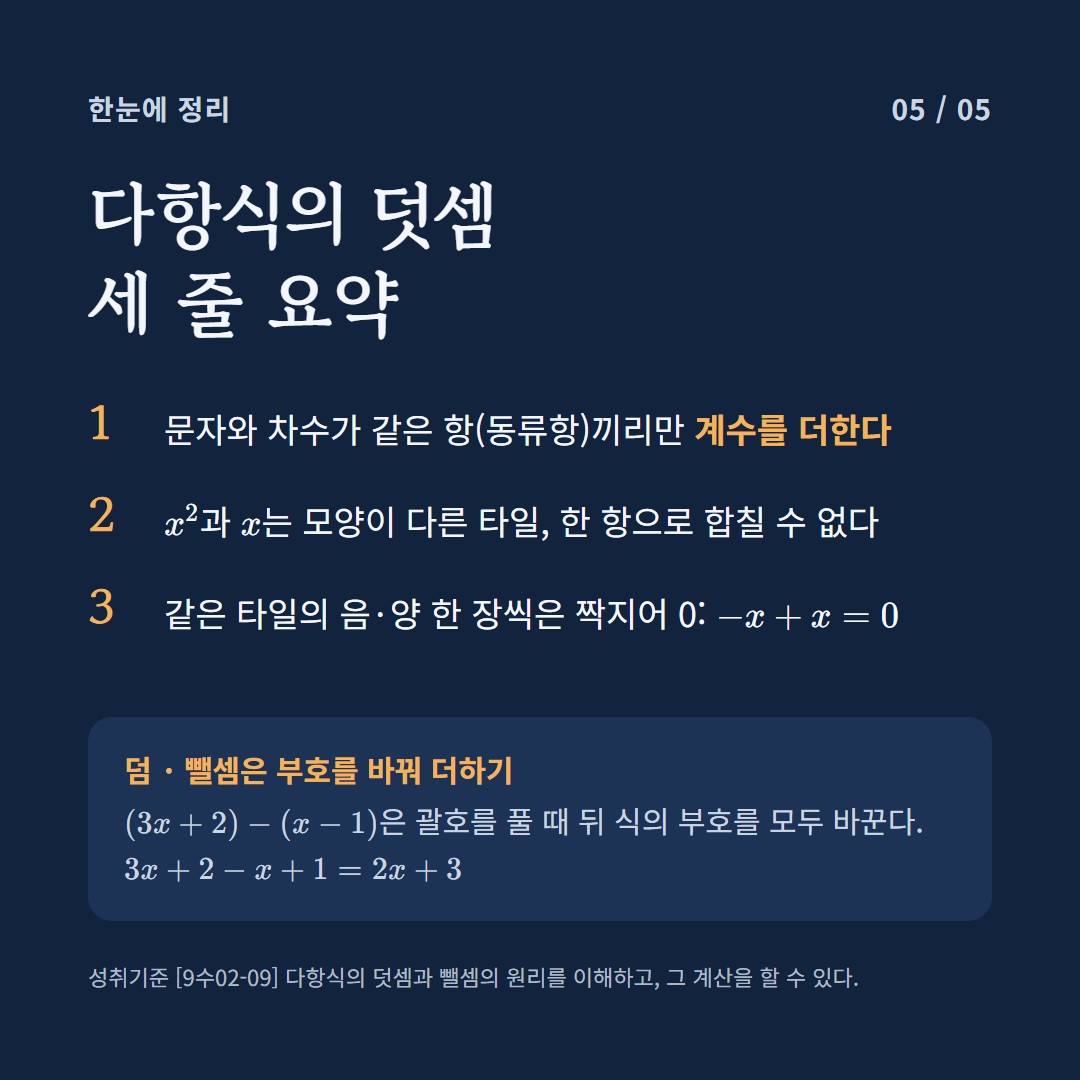 한눈에 정리
05 / 05
다항식의 덧셈
세 줄 요약
1 문자와 차수가 같은 항(동류항)끼리만 계수를 더한다
2 x²과 x는 모양이 다른 타일, 한 항으로 합칠 수 없다
3 같은 타일의 음·양 한 장씩은 짝지어 0: −x + x = 0
덤 · 뺄셈은 부호를 바꿔 더하기
(3x + 2) − (x − 1)은 괄호를 풀 때 뒤 식의 부호를 모두 바꾼다.
3x + 2 − x + 1 = 2x + 3
성취기준 [9수02-09] 다항식의 덧셈과 뺄셈의 원리를 이해하고, 그 계산을 할 수 있다.